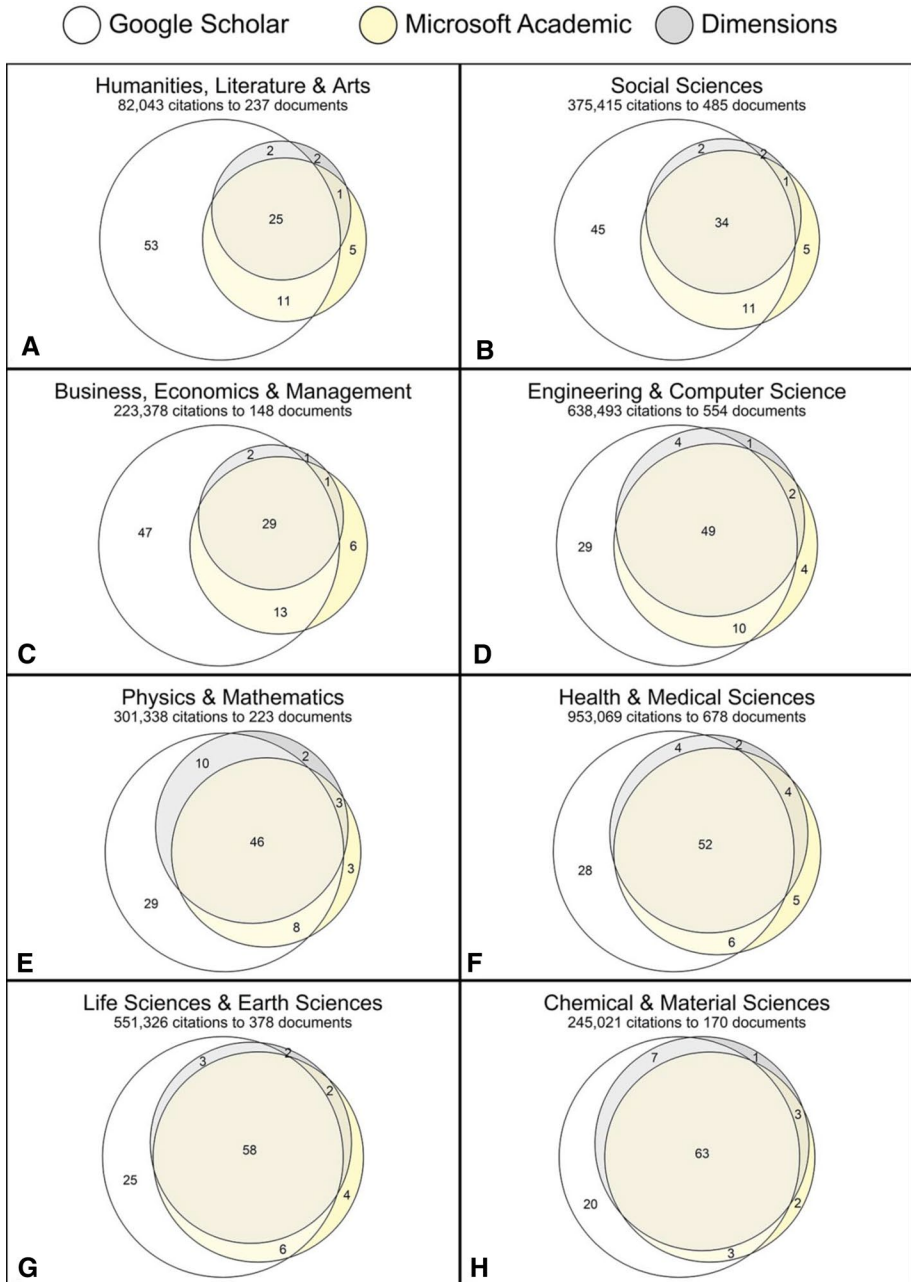 Google Scholar Microsoft Academic Dimensions
Humanities, Literature & Arts
82,043 citations to 237 documents
2
2
1
25
53
5
11
A
Social Sciences
375,415 citations to 485 documents
2
2
1
34
45
5
11
B
Business, Economics & Management
223,378 citations to 148 documents
2
1
1
29
47
6
13
C
Engineering & Computer Science
638,493 citations to 554 documents
4
1
2
49
29
4
10
D
Physics & Mathematics
301,338 citations to 223 documents
10
2
3
46
3
29
8
E
Health & Medical Sciences
953,069 citations to 678 documents
4
2
4
52
28
5
6
F
Life Sciences & Earth Sciences
551,326 citations to 378 documents
3
2
2
58
25
4
6
G
Chemical & Material Sciences
245,021 citations to 170 documents
7
1
3
63
20
2
3
H